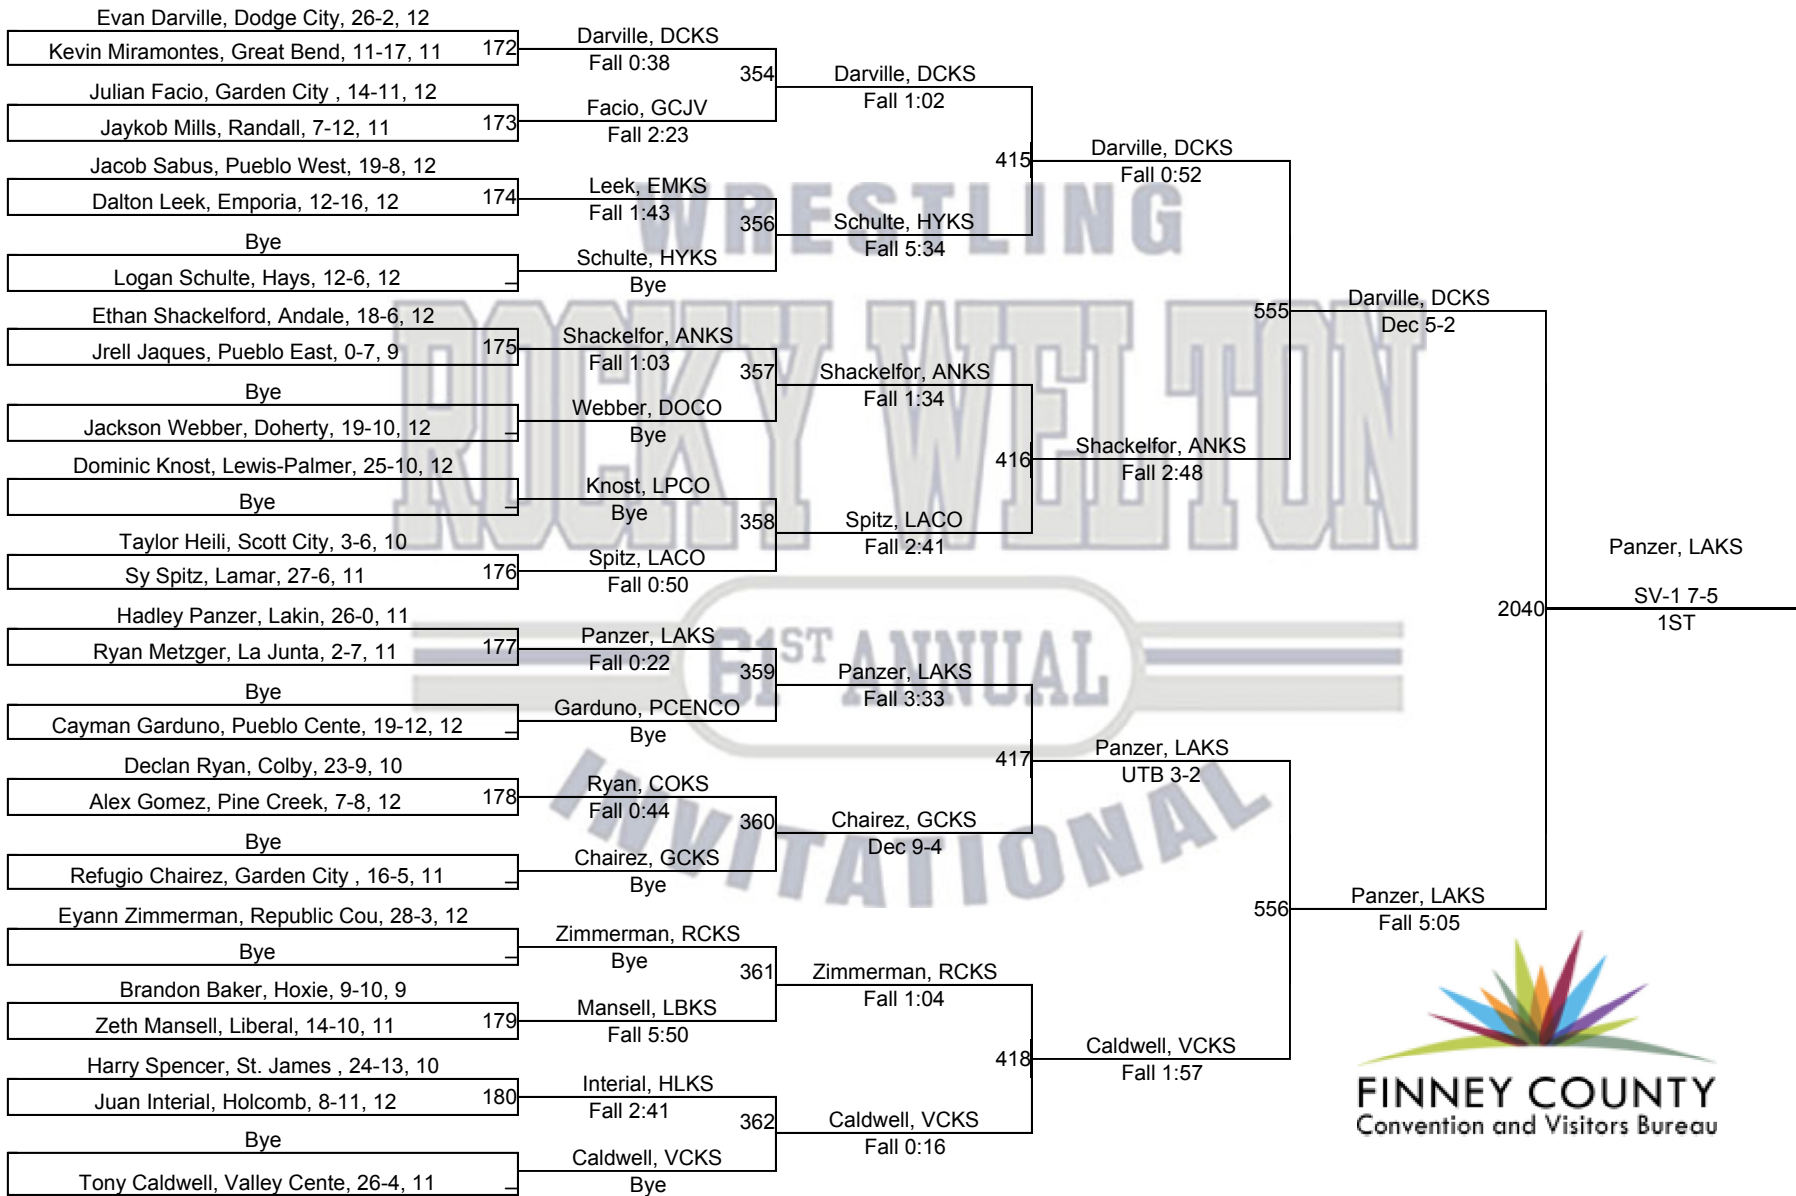 Evan Darville, Dodge City, 26-2, 12
Kevin Miramontes, Great Bend, 11-17, 11
172
Julian Facio, Garden City , 14-11, 12
Jaykob Mills, Randall, 7-12, 11
173
Jacob Sabus, Pueblo West, 19-8, 12
Dalton Leek, Emporia, 12-16, 12
174
Bye
Logan Schulte, Hays, 12-6, 12
_
Ethan Shackelford, Andale, 18-6, 12
Jrell Jaques, Pueblo East, 0-7, 9
175
Bye
Jackson Webber, Doherty, 19-10, 12
_
Dominic Knost, Lewis-Palmer, 25-10, 12
Bye
_
Taylor Heili, Scott City, 3-6, 10
Sy Spitz, Lamar, 27-6, 11
176
Hadley Panzer, Lakin, 26-0, 11
Ryan Metzger, La Junta, 2-7, 11
177
Bye
Cayman Garduno, Pueblo Cente, 19-12, 12
_
Declan Ryan, Colby, 23-9, 10
Alex Gomez, Pine Creek, 7-8, 12
178
Bye
Refugio Chairez, Garden City , 16-5, 11
_
Eyann Zimmerman, Republic Cou, 28-3, 12
Bye
_
Brandon Baker, Hoxie, 9-10, 9
Zeth Mansell, Liberal, 14-10, 11
179
Harry Spencer, St. James , 24-13, 10
Juan Interial, Holcomb, 8-11, 12
180
Bye
Tony Caldwell, Valley Cente, 26-4, 11
_
Darville, DCKS
Fall 0:38
354
Facio, GCJV
Fall 2:23
Leek, EMKS
Fall 1:43
356
Schulte, HYKS
Bye
Shackelfor, ANKS
Fall 1:03
357
Webber, DOCO
Bye
Knost, LPCO
Bye
358
Spitz, LACO
Fall 0:50
Panzer, LAKS
Fall 0:22
359
Garduno, PCENCO
Bye
Ryan, COKS
Fall 0:44
360
Chairez, GCKS
Bye
Zimmerman, RCKS
Bye
361
Mansell, LBKS
Fall 5:50
Interial, HLKS
Fall 2:41
362
Caldwell, VCKS
Bye
Darville, DCKS
Fall 1:02
415
Schulte, HYKS
Fall 5:34
Shackelfor, ANKS
Fall 1:34
416
Spitz, LACO
Fall 2:41
Panzer, LAKS
Fall 3:33
417
Chairez, GCKS
Dec 9-4
Zimmerman, RCKS
Fall 1:04
418
Caldwell, VCKS
Fall 0:16
Darville, DCKS
Fall 0:52
555
Shackelfor, ANKS
Fall 2:48
Panzer, LAKS
UTB 3-2
556
Caldwell, VCKS
Fall 1:57
Darville, DCKS
Dec 5-2
2040
Panzer, LAKS
Fall 5:05
Panzer, LAKS
SV-1 7-5
1ST
WRESTLING
ROCKY WELTON
61ST ANNUAL
INVITATIONAL
FINNEY COUNTY
Convention and Visitors Bureau